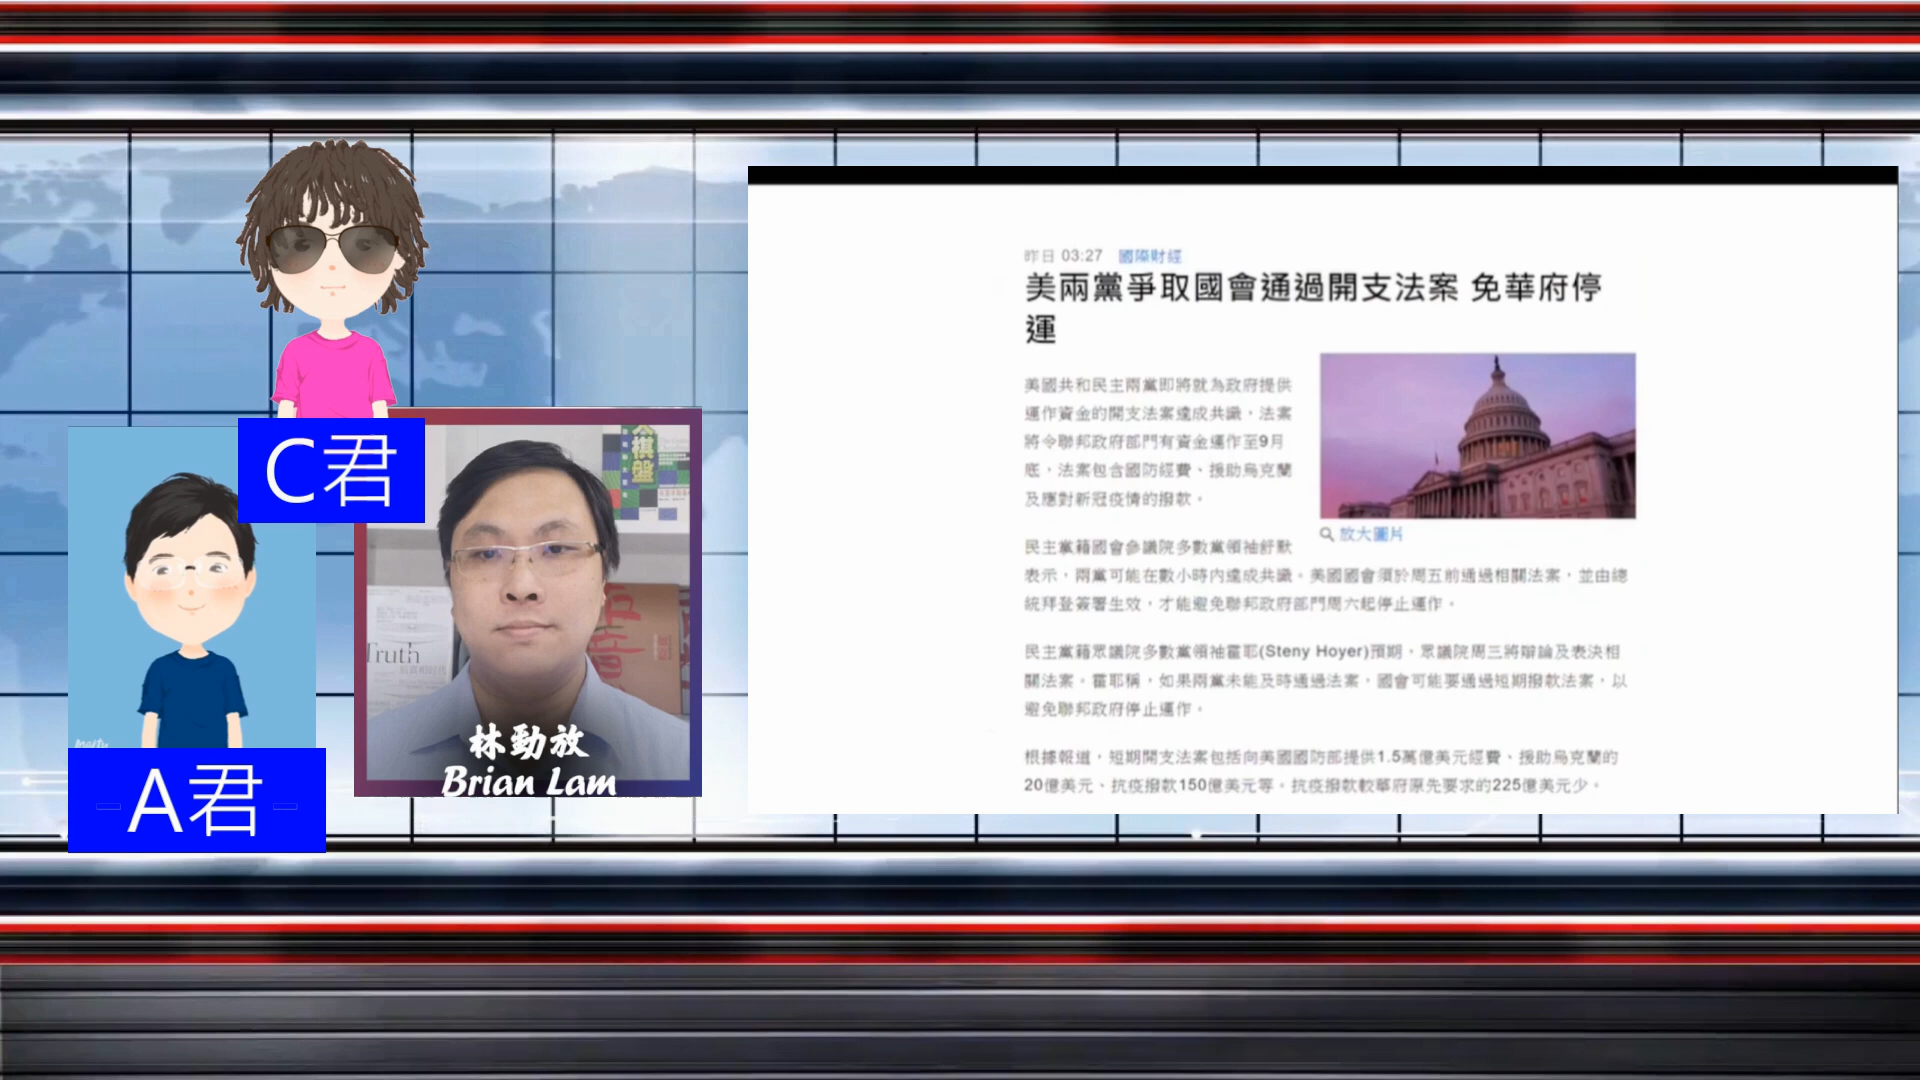 C君
A君
林勁放
Brian Lam
Truth
棋盤
昨日 03:27 國際財經
美兩黨爭取國會通過開支法案 免華府停
運
美國共和民主兩黨即將就為政府提供
運作資金的開支法案達成共識，法案
將令聯邦政府部門有資金運作至9月
底，法案包含國防經費、援助烏克蘭
及應對新冠疫情的撥款。
放大圖片
民主黨籍國會參議院多數黨領袖舒默
表示，兩黨可能在數小時內達成共識。美國國會須於周五前通過相關法案，並由總
統拜登簽署生效，才能避免聯邦政府部門周六起停止運作。
民主黨籍眾議院多數黨領袖霍耶(Steny Hoyer)預期，眾議院周三將辯論及表決相
關法案。霍耶稱，如果兩黨未能及時通過法案，國會可能要通過短期撥款法案，以
避免聯邦政府停止運作。
根據報道，短期開支法案包括向美國國防部提供1.5萬億美元經費、援助烏克蘭的
20億美元、抗疫撥款150億美元等。抗疫撥款較華府原先要求的225億美元少。